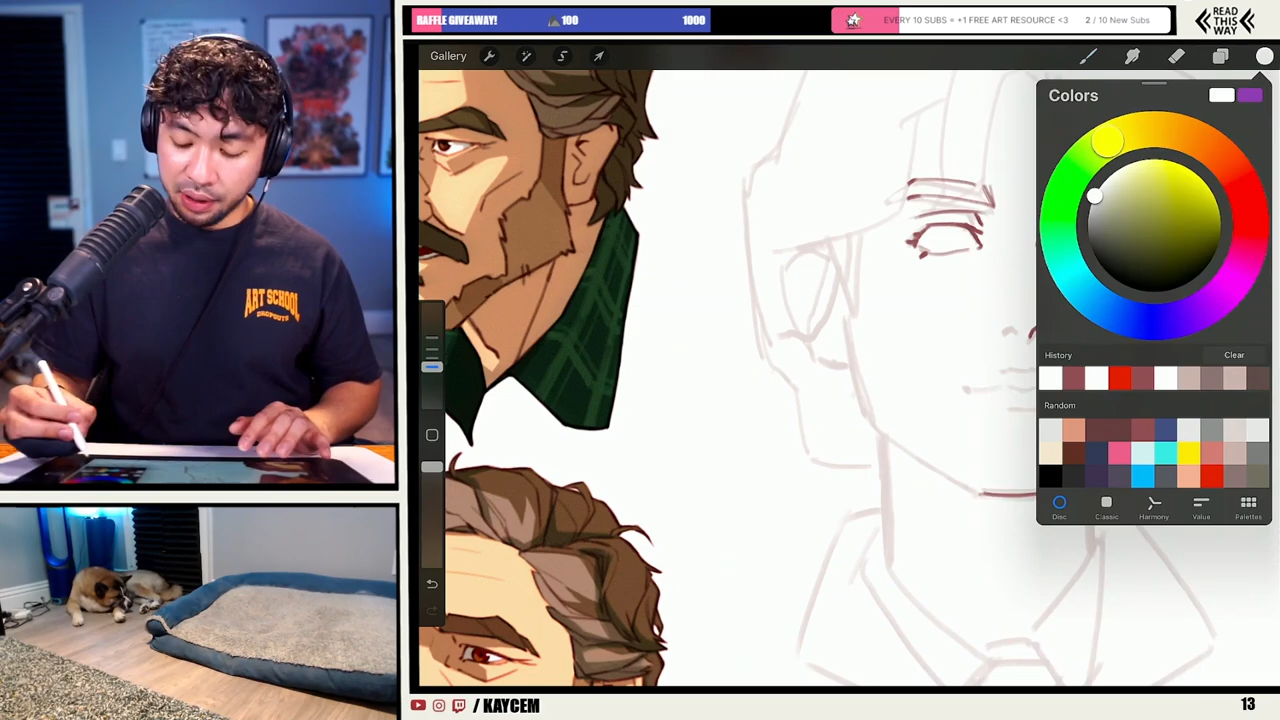 RAFFLE GIVEAWAY! 100 1000
EVERY 10 SUBS = +1 FREE ART RESOURCE <3 2 / 10 New Subs
READ
THIS
WAY
Gallery
Colors
History Clear
Random
Disc Classic Harmony Value Palettes
ART SCHOOL
DROPOUTS
/ KAYCEM
13